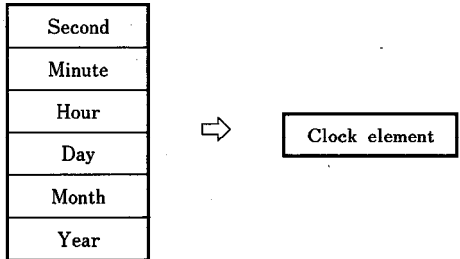 Second
Minute
Hour
Day
Month
Year
Clock element